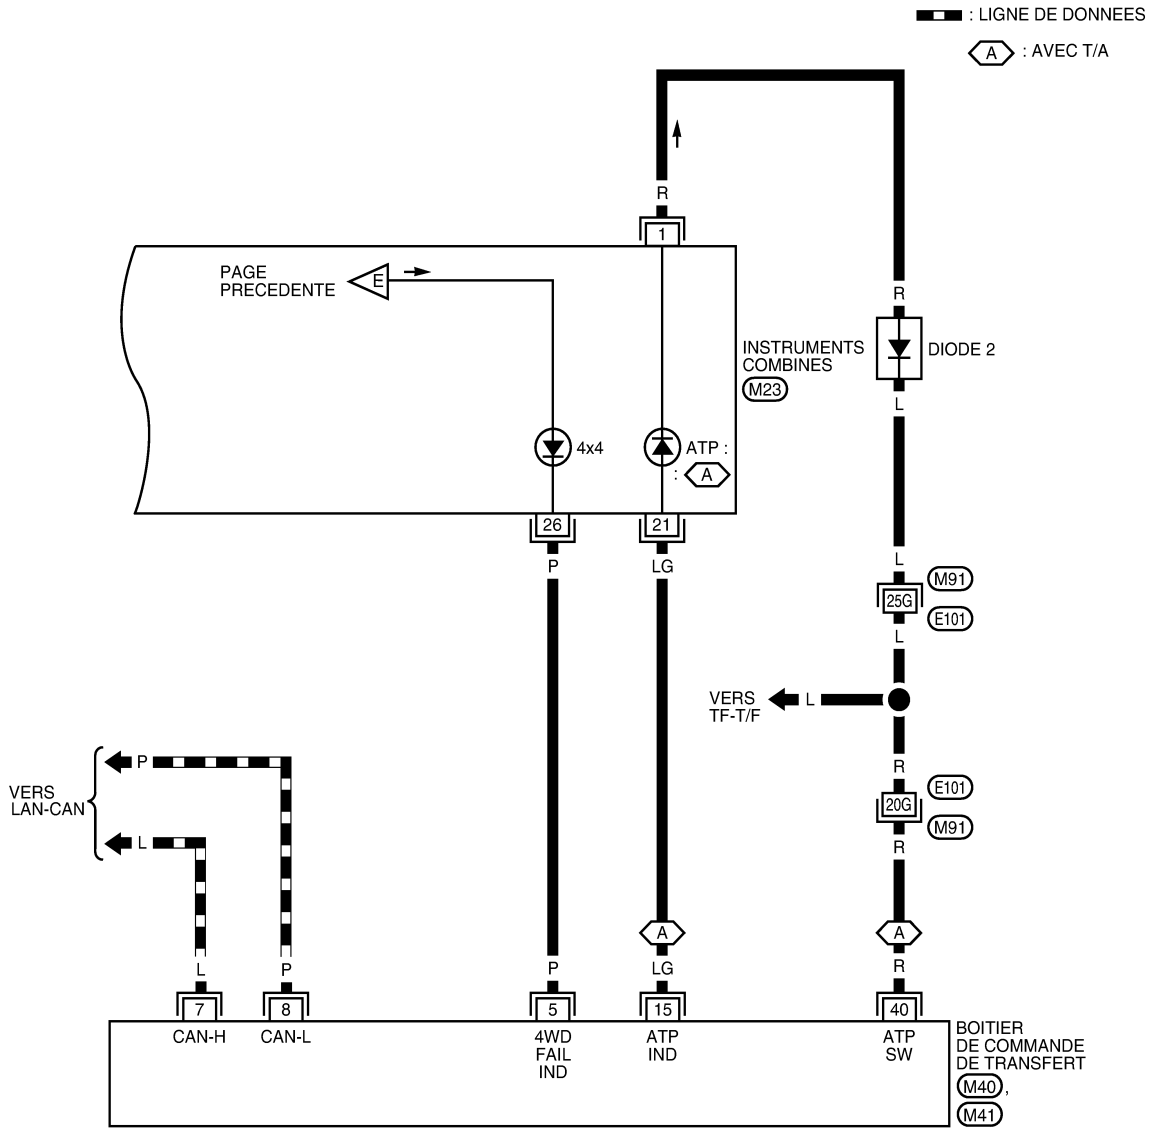 : LIGNE DE DONNEES
A : AVEC T/A
R
1
PAGE
PRECEDENTE
E
R
INSTRUMENTS
COMBINES
M23
DIODE 2
L
4x4
ATP :
: A
26
21
P
LG
L
M91
25G
E101
L
VERS
TF-T/F
L
R
E101
20G
M91
R
VERS
LAN-CAN
P
L
A
A
L
P
P
LG
R
7
8
5
15
40
CAN-H
CAN-L
4WD
FAIL
IND
ATP
IND
ATP
SW
BOITIER
DE COMMANDE
DE TRANSFERT
M40 ,
M41